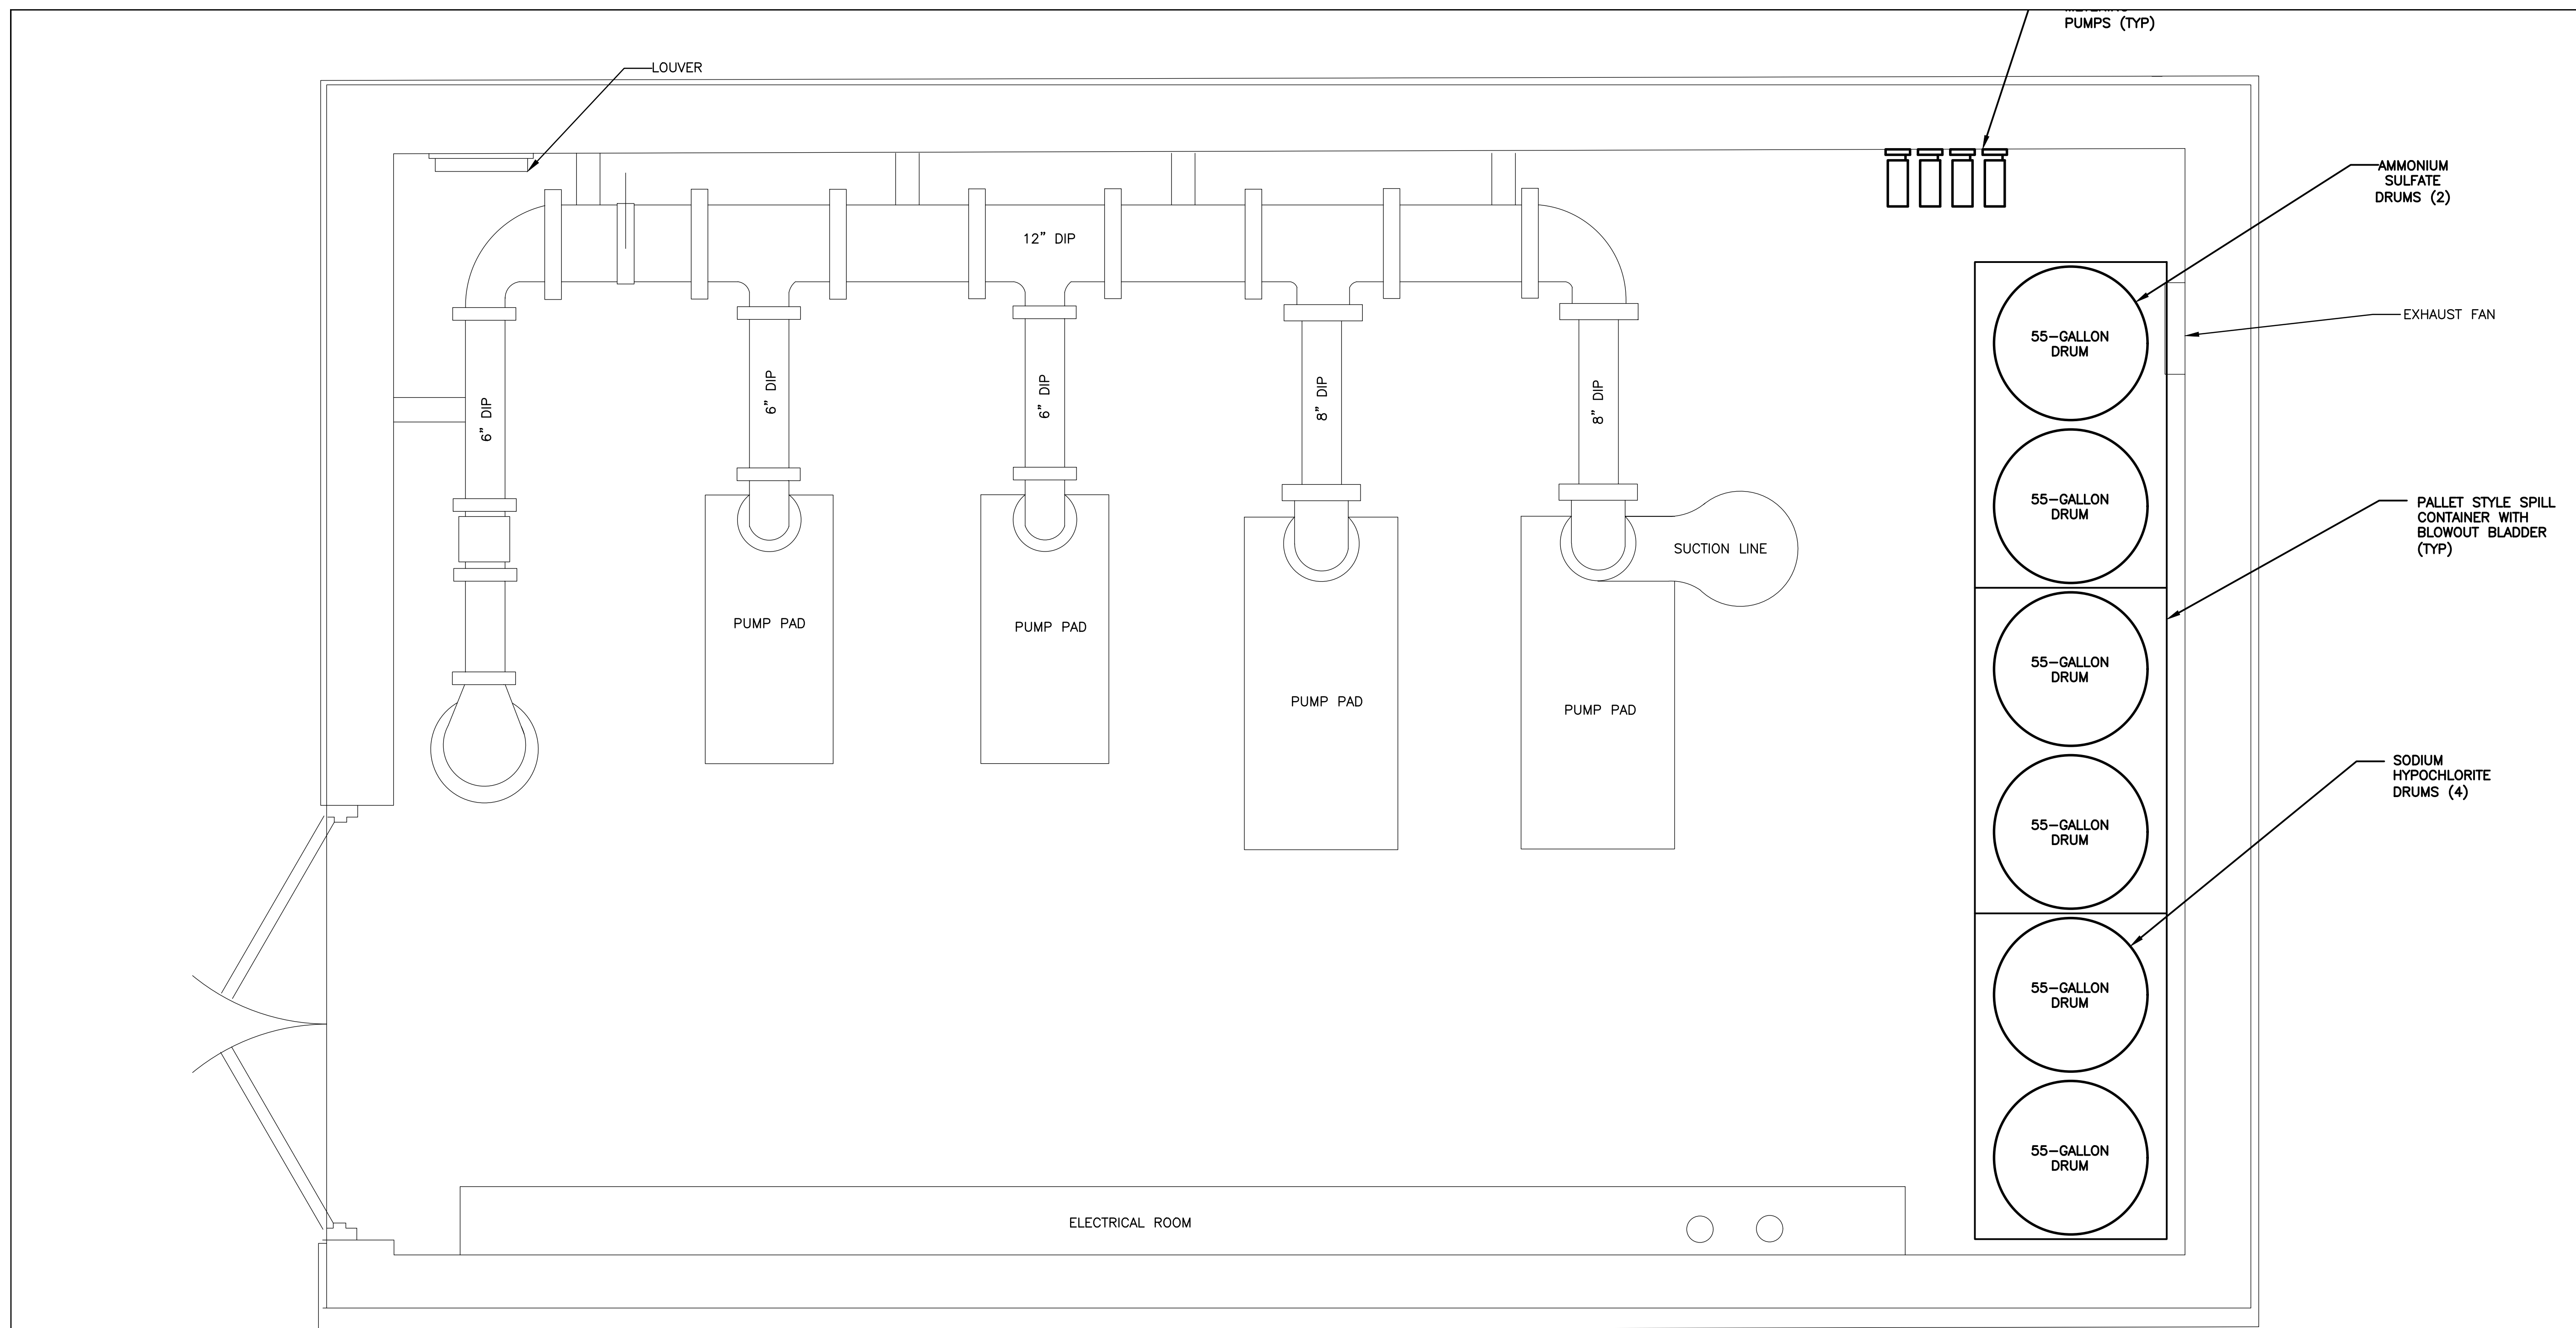 PUMPS (TYP)
LOUVER
AMMONIUM
SULFATE
DRUMS (2)
12" DIP
EXHAUST FAN
55-GALLON
DRUM
6" DIP
6" DIP
6" DIP
8" DIP
8" DIP
55-GALLON
DRUM
PALLET STYLE SPILL
CONTAINER WITH
BLOWOUT BLADDER
(TYP)
SUCTION LINE
PUMP PAD
PUMP PAD
PUMP PAD
PUMP PAD
55-GALLON
DRUM
SODIUM
HYPOCHLORITE
DRUMS (4)
55-GALLON
DRUM
55-GALLON
DRUM
55-GALLON
DRUM
ELECTRICAL ROOM